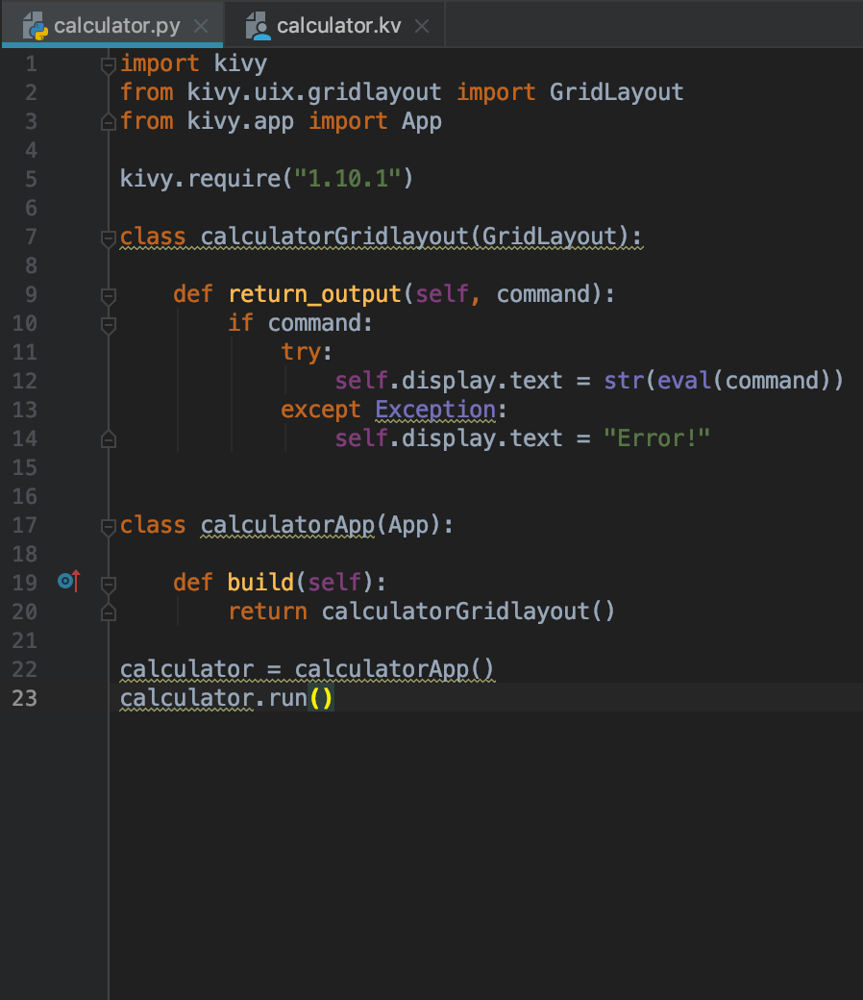 calculator.py calculator.kv
1 import kivy
2 from kivy.uix.gridlayout import GridLayout
3 from kivy.app import App
4
5 kivy.require("1.10.1")
6
7 class calculatorGridlayout(GridLayout):
8
9     def return_output(self, command):
10         if command:
11             try:
12                 self.display.text = str(eval(command))
13             except Exception:
14                 self.display.text = "Error!"
15
16
17 class calculatorApp(App):
18
19     def build(self):
20         return calculatorGridlayout()
21
22 calculator = calculatorApp()
23 calculator.run()